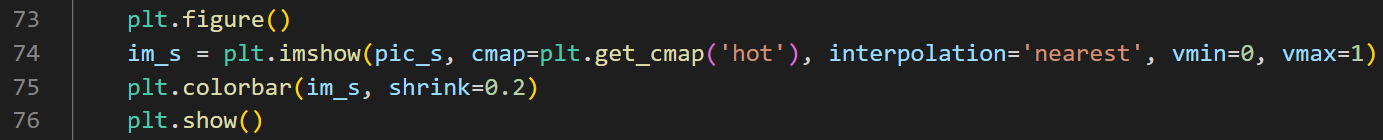 73 plt.figure()
74 im_s = plt.imshow(pic_s, cmap=plt.get_cmap('hot'), interpolation='nearest', vmin=0, vmax=1)
75 plt.colorbar(im_s, shrink=0.2)
76 plt.show()